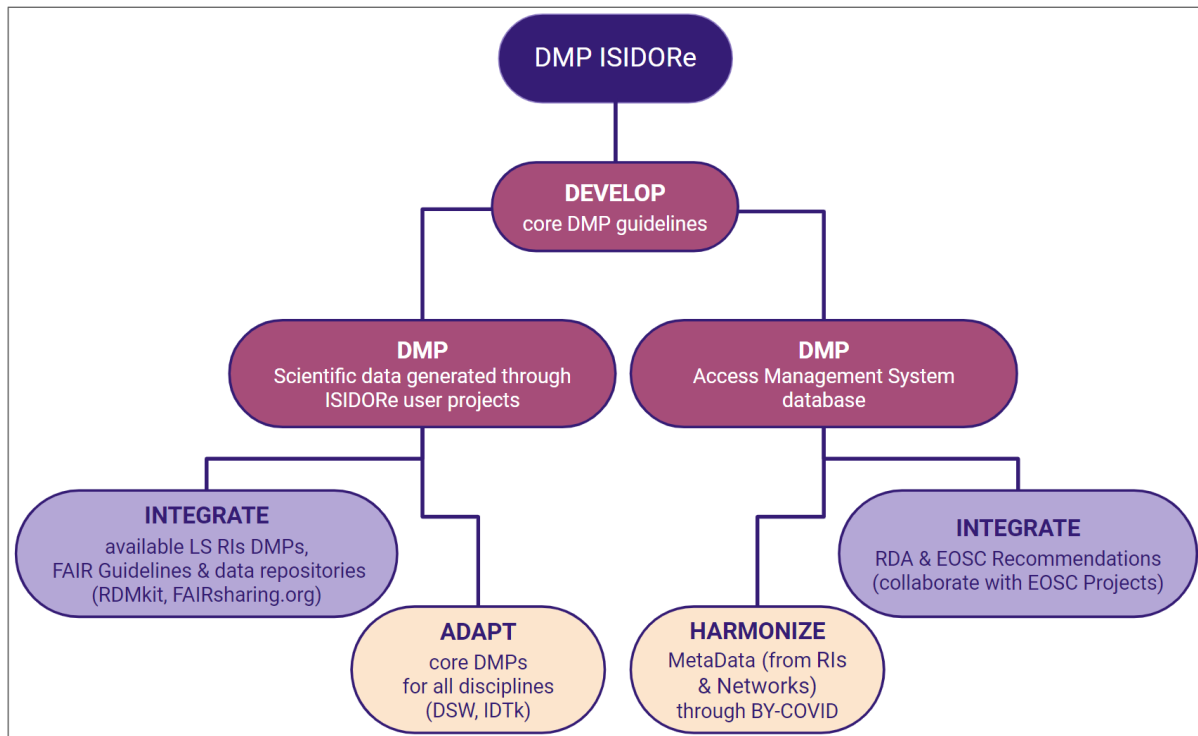 DMP ISIDORe
DEVELOP
core DMP guidelines
DMP
Scientific data generated through
ISIDORe user projects
DMP
Access Management System
database
INTEGRATE
available LS RIs DMPs,
FAIR Guidelines & data repositories
(RDMkit, FAIRsharing.org)
ADAPT
core DMPs
for all disciplines
(DSW, IDTk)
HARMONIZE
MetaData (from RIs
& Networks)
through BY-COVID
INTEGRATE
RDA & EOSC Recommendations
(collaborate with EOSC Projects)